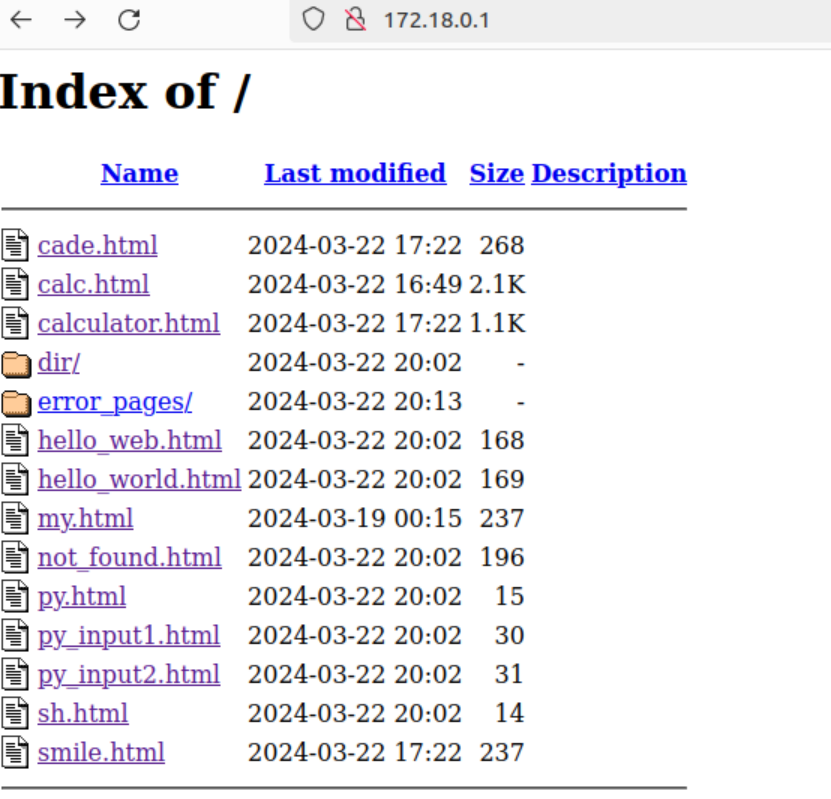 172.18.0.1
Index of /
Name Last modified Size Description
cade.html 2024-03-22 17:22 268
calc.html 2024-03-22 16:49 2.1K
calculator.html 2024-03-22 17:22 1.1K
dir/ 2024-03-22 20:02 -
error_pages/ 2024-03-22 20:13 -
hello_web.html 2024-03-22 20:02 168
hello_world.html 2024-03-22 20:02 169
my.html 2024-03-19 00:15 237
not_found.html 2024-03-22 20:02 196
py.html 2024-03-22 20:02 15
py_input1.html 2024-03-22 20:02 30
py_input2.html 2024-03-22 20:02 31
sh.html 2024-03-22 20:02 14
smile.html 2024-03-22 17:22 237